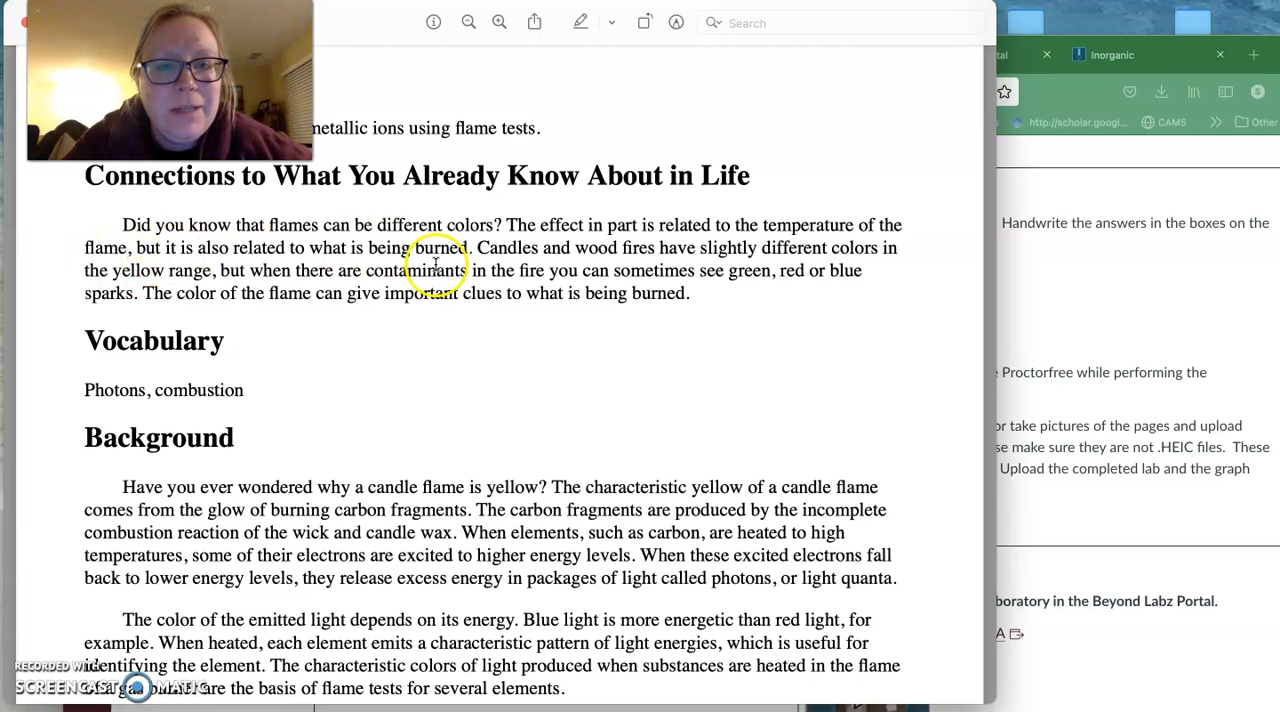 Search
tal
Inorganic
S
http://scholar.googl...
CAMS
Other
metallic ions using flame tests.
Connections to What You Already Know About in Life
Did you know that flames can be different colors? The effect in part is related to the temperature of the
flame, but it is also related to what is being burned. Candles and wood fires have slightly different colors in
the yellow range, but when there are contaminants in the fire you can sometimes see green, red or blue
sparks. The color of the flame can give important clues to what is being burned.
Vocabulary
Photons, combustion
Background
Have you ever wondered why a candle flame is yellow? The characteristic yellow of a candle flame
comes from the glow of burning carbon fragments. The carbon fragments are produced by the incomplete
combustion reaction of the wick and candle wax. When elements, such as carbon, are heated to high
temperatures, some of their electrons are excited to higher energy levels. When these excited electrons fall
back to lower energy levels, they release excess energy in packages of light called photons, or light quanta.
The color of the emitted light depends on its energy. Blue light is more energetic than red light, for
example. When heated, each element emits a characteristic pattern of light energies, which is useful for
identifying the element. The characteristic colors of light produced when substances are heated in the flame
are the basis of flame tests for several elements.
Handwrite the answers in the boxes on the
Proctorfree while performing the
or take pictures of the pages and upload
se make sure they are not .HEIC files. These
Upload the completed lab and the graph
boratory in the Beyond Labz Portal.
A
RECORDED WITH
SCREENCAST MATIC